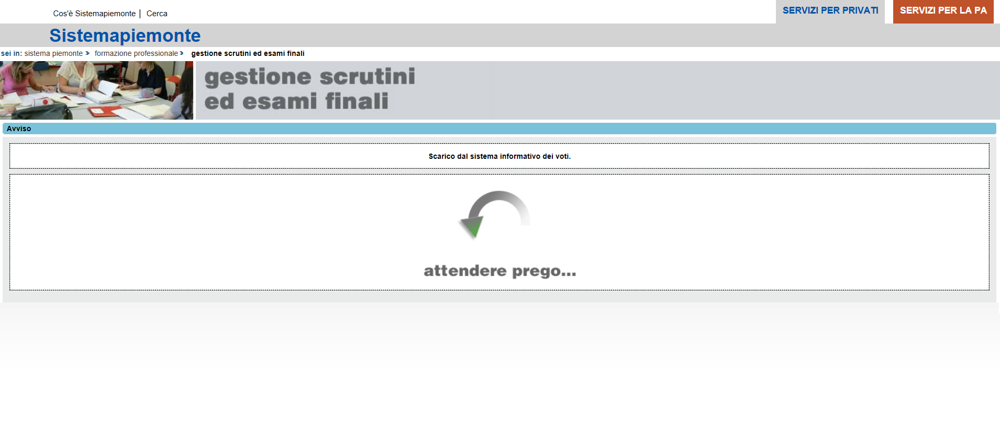 Cos'è Sistemapiemonte | Cerca
SERVIZI PER PRIVATI
SERVIZI PER LA PA
Sistemapiemonte
sei in: sistema piemonte formazione professionale gestione scrutini ed esami finali
gestione scrutini
ed esami finali
Avviso
Scarico dal sistema informativo dei voti.
attendere prego...